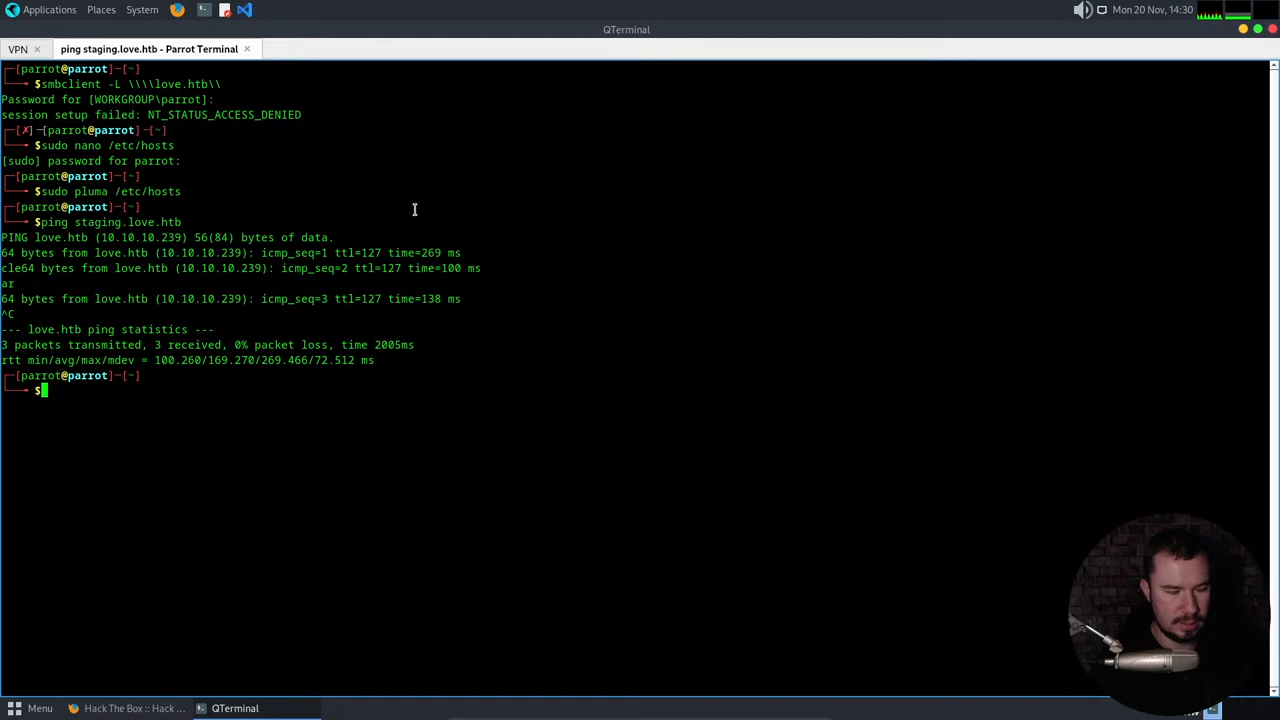 Applications Places System Mon 20 Nov, 14:30
QTerminal
VPN × ping staging.love.htb - Parrot Terminal ×
┌─[parrot@parrot]─[~]
└──╼ $smbclient -L \\\\love.htb\\
Password for [WORKGROUP\parrot]:
session setup failed: NT_STATUS_ACCESS_DENIED
┌─[✗]─[parrot@parrot]─[~]
└──╼ $sudo nano /etc/hosts
[sudo] password for parrot:
┌─[parrot@parrot]─[~]
└──╼ $sudo pluma /etc/hosts
┌─[parrot@parrot]─[~]
└──╼ $ping staging.love.htb
PING love.htb (10.10.10.239) 56(84) bytes of data.
64 bytes from love.htb (10.10.10.239): icmp_seq=1 ttl=127 time=269 ms
cle64 bytes from love.htb (10.10.10.239): icmp_seq=2 ttl=127 time=100 ms
ar
64 bytes from love.htb (10.10.10.239): icmp_seq=3 ttl=127 time=138 ms
^C
--- love.htb ping statistics ---
3 packets transmitted, 3 received, 0% packet loss, time 2005ms
rtt min/avg/max/mdev = 100.260/169.270/269.466/72.512 ms
┌─[parrot@parrot]─[~]
└──╼ $
Menu Hack The Box :: Hack ... QTerminal